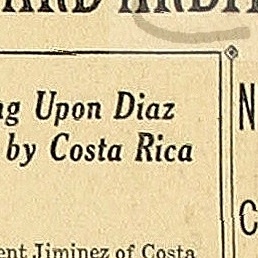 ng Upon Diaz
by Costa Rica
ent Jiminez of Costa
N
C